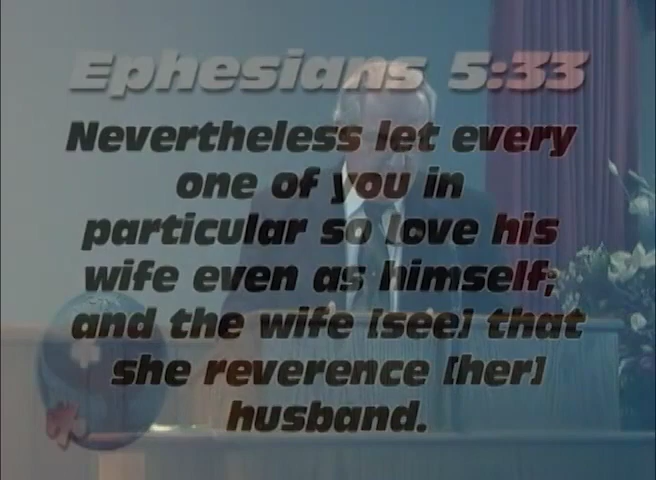 Ephesians 5:33
Nevertheless let every
one of you in
particular so love his
wife even as himself;
and the wife [see] that
she reverence [her]
husband.